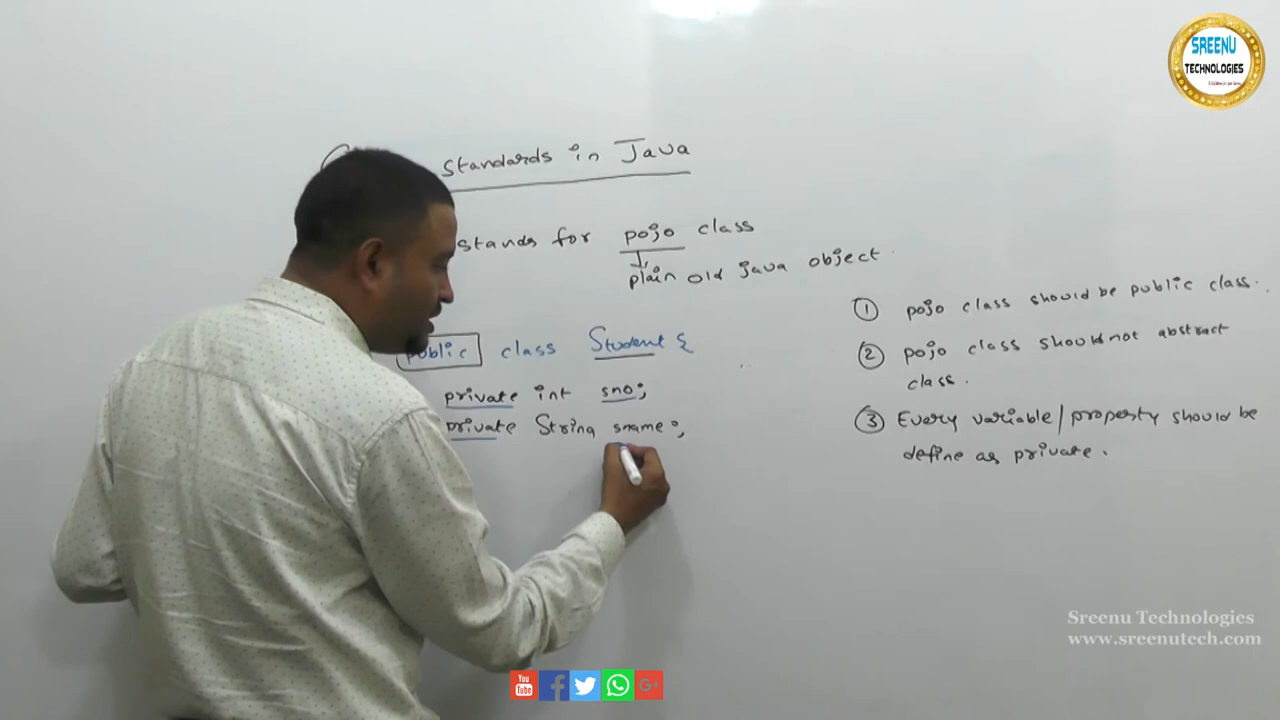 SREENU
TECHNOLOGIES
standards in Java
stands for pojo class
plain old java object
public class Student {
private int sno;
private String sname;
① pojo class should be public class.
② pojo class should not abstract
class.
③ Every variable/property should be
define as private.
Sreenu Technologies
www.sreenutech.com
You
Tube